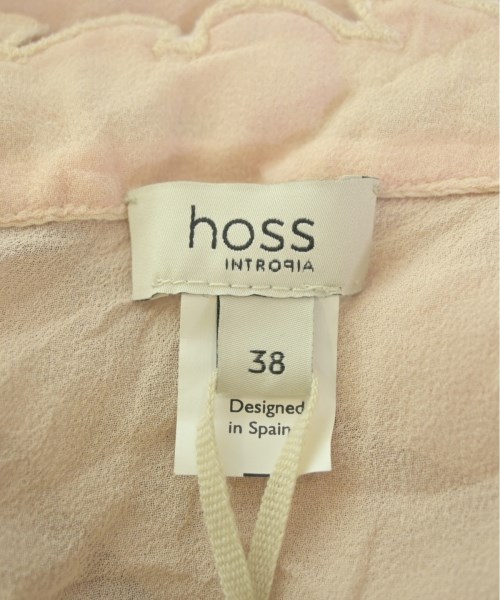 hoss
INTROPIA
38
Designed
in Spain